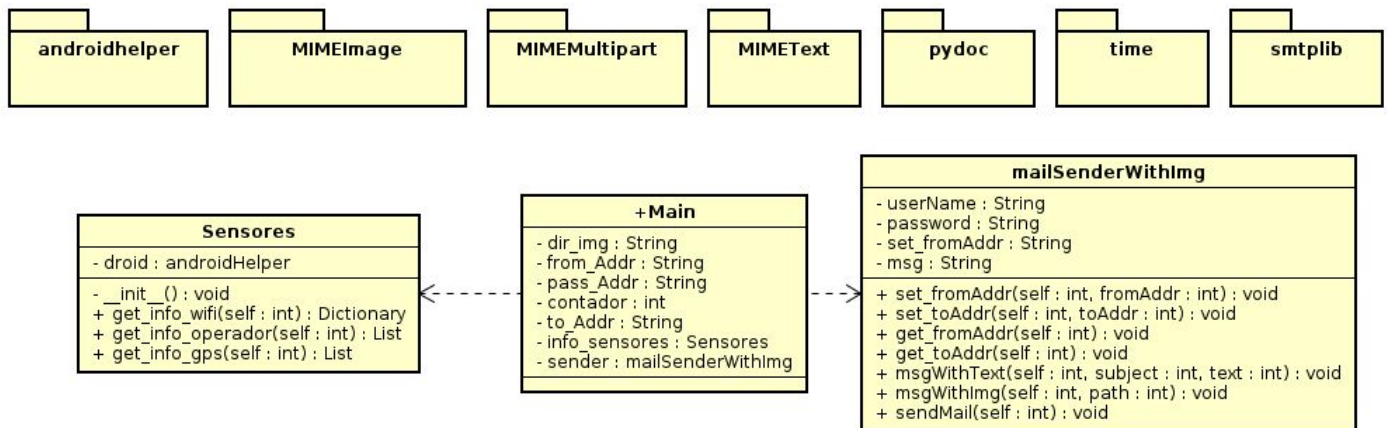 androidhelper
MIMEImage
MIMEMultipart
MIMEText
pydoc
time
smtplib
Sensores
- droid : androidHelper
- __init__() : void
+ get_info_wifi(self : int) : Dictionary
+ get_info_operador(self : int) : List
+ get_info_gps(self : int) : List
+Main
- dir_img : String
- from_Addr : String
- pass_Addr : String
- contador : int
- to_Addr : String
- info_sensores : Sensores
- sender : mailSenderWithImg
mailSenderWithImg
- userName : String
- password : String
- set_fromAddr : String
- msg : String
+ set_fromAddr(self : int, fromAddr : int) : void
+ set_toAddr(self : int, toAddr : int) : void
+ get_fromAddr(self : int) : void
+ get_toAddr(self : int) : void
+ msgWithText(self : int, subject : int, text : int) : void
+ msgWithImg(self : int, path : int) : void
+ sendMail(self : int) : void